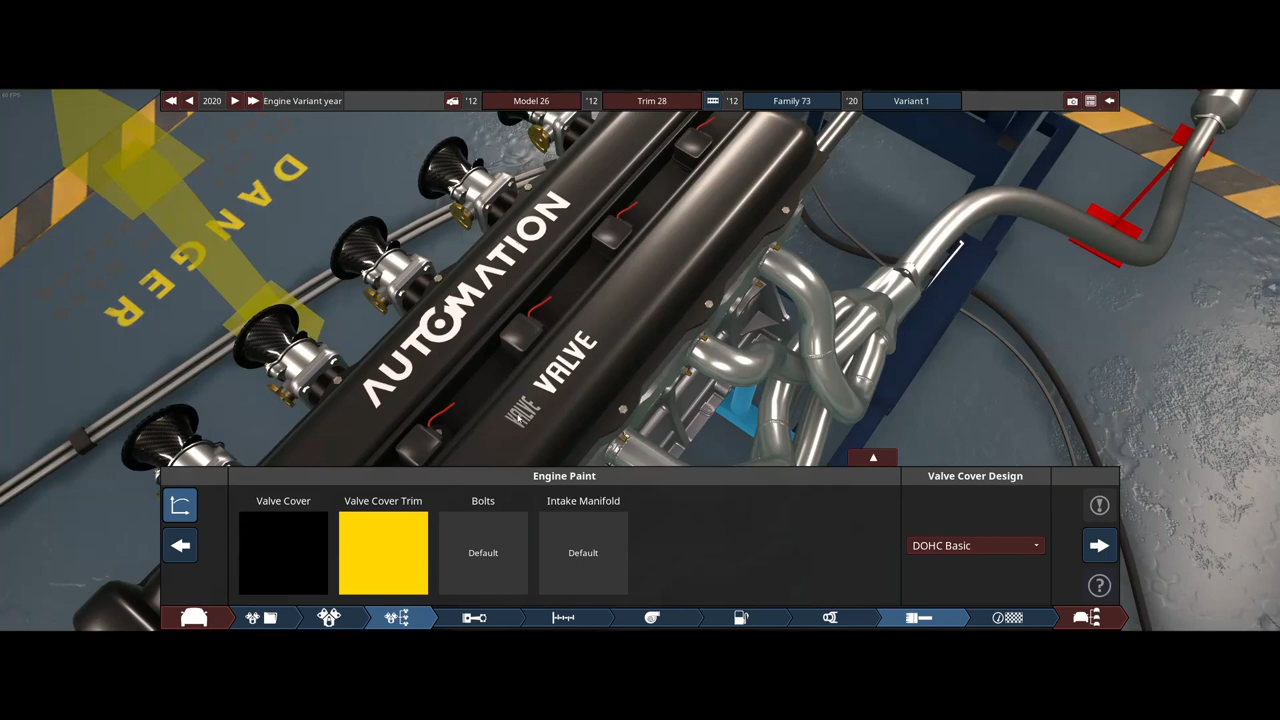 2020 Engine Variant year '12 Model 26 '12 Trim 28 '12 Family 73 '20 Variant 1
DANGER
AUTOMATION
VALVE
Engine Paint
Valve Cover Design
Valve Cover Valve Cover Trim Bolts Intake Manifold
Default Default
DOHC Basic
?